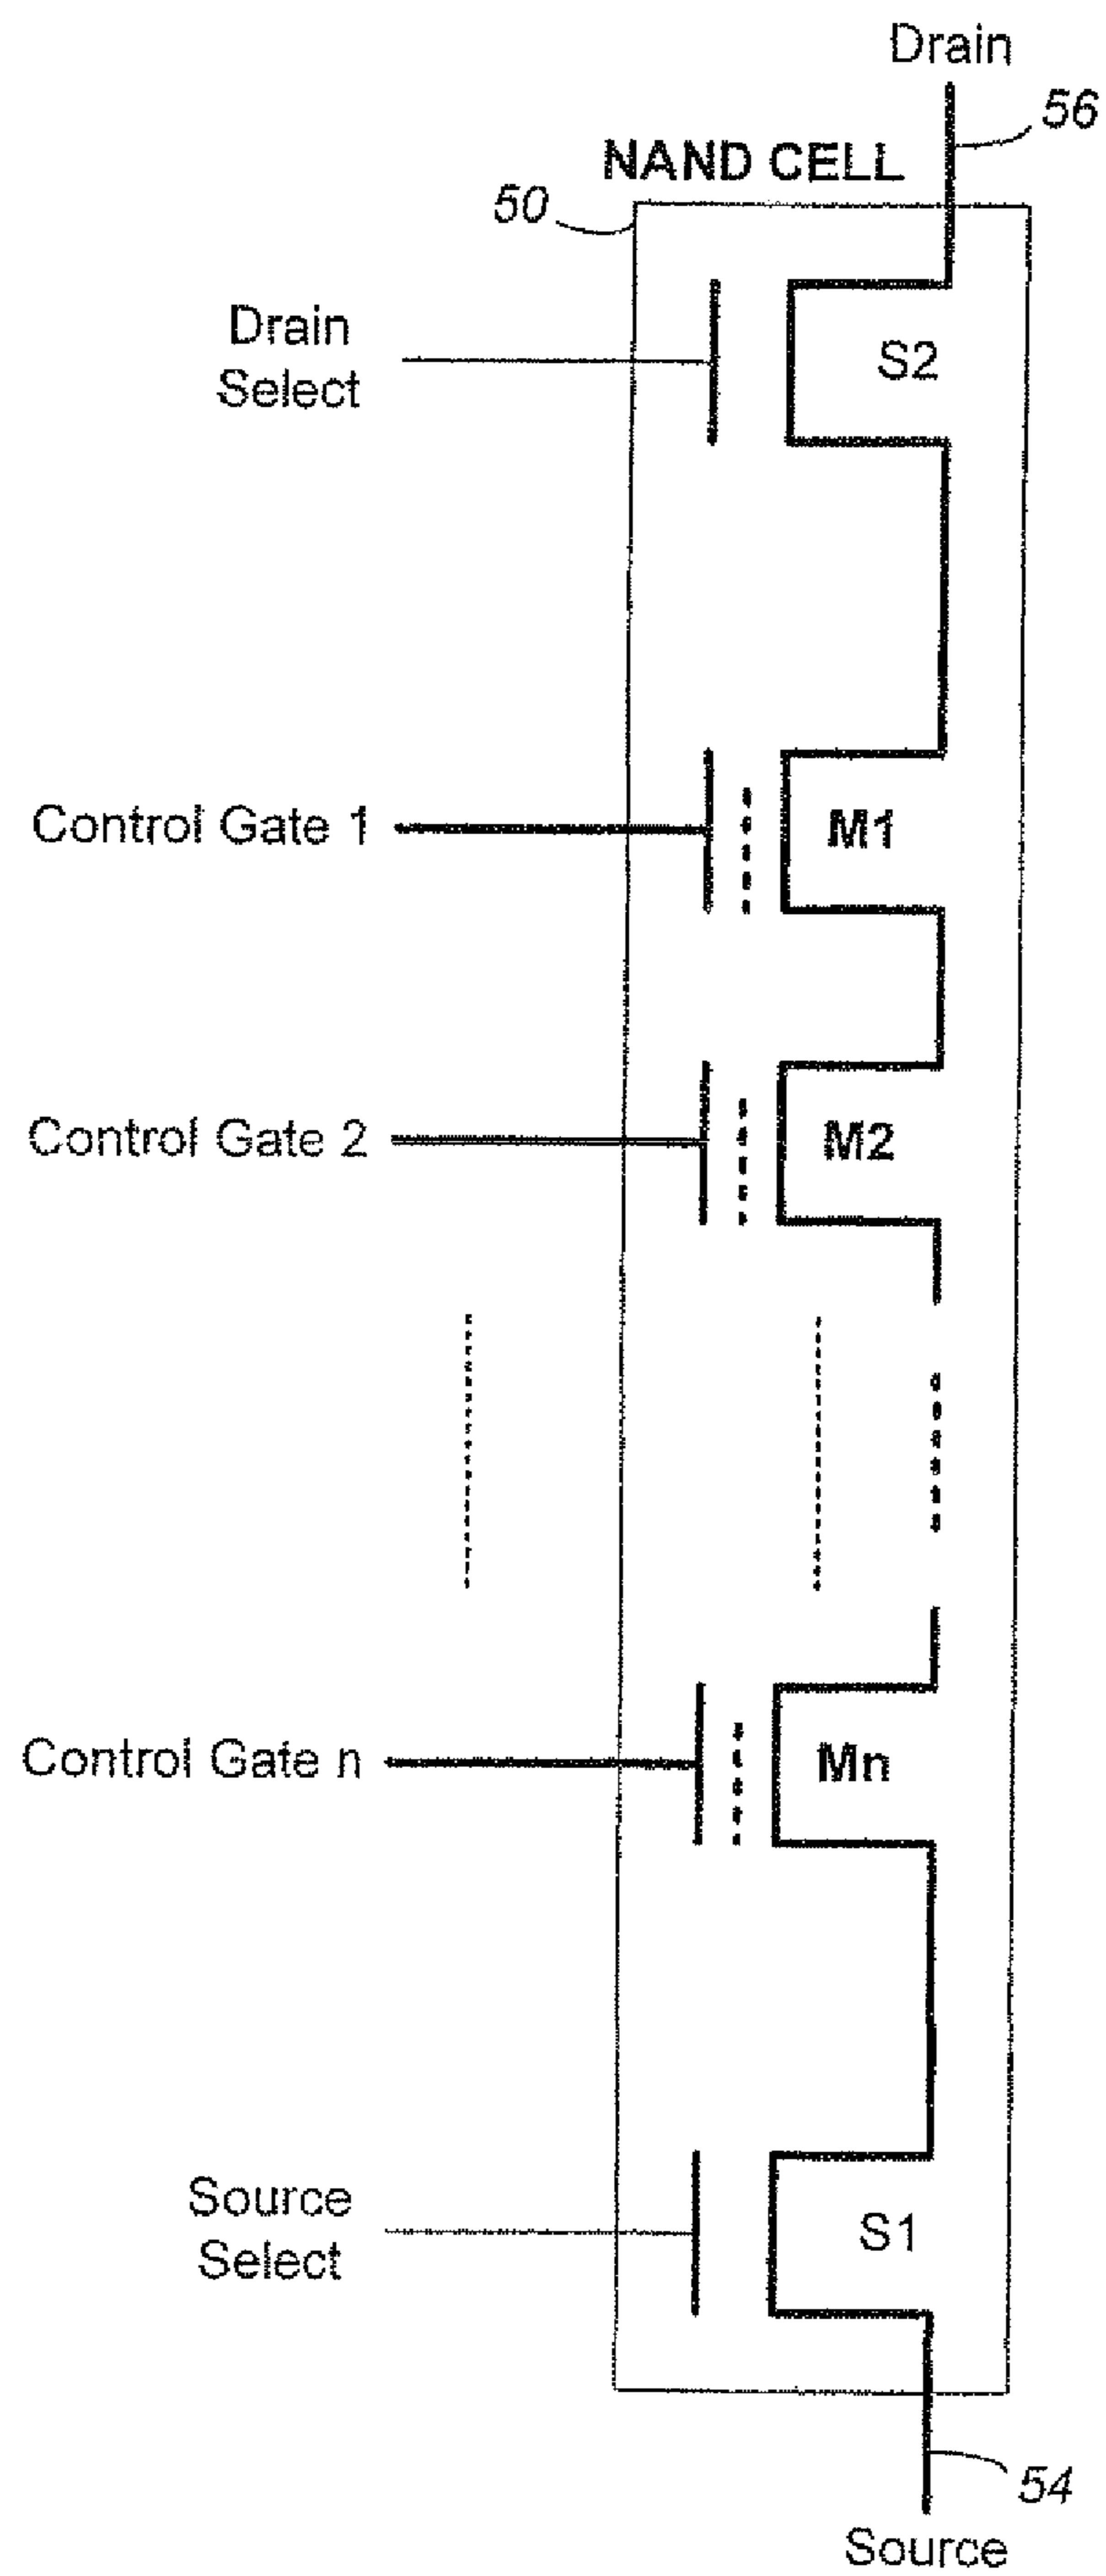 Drain
56
NAND CELL
50
Drain
Select
S2
Control Gate 1
M1
Control Gate 2
M2
Control Gate n
Mn
Source
Select
S1
54
Source